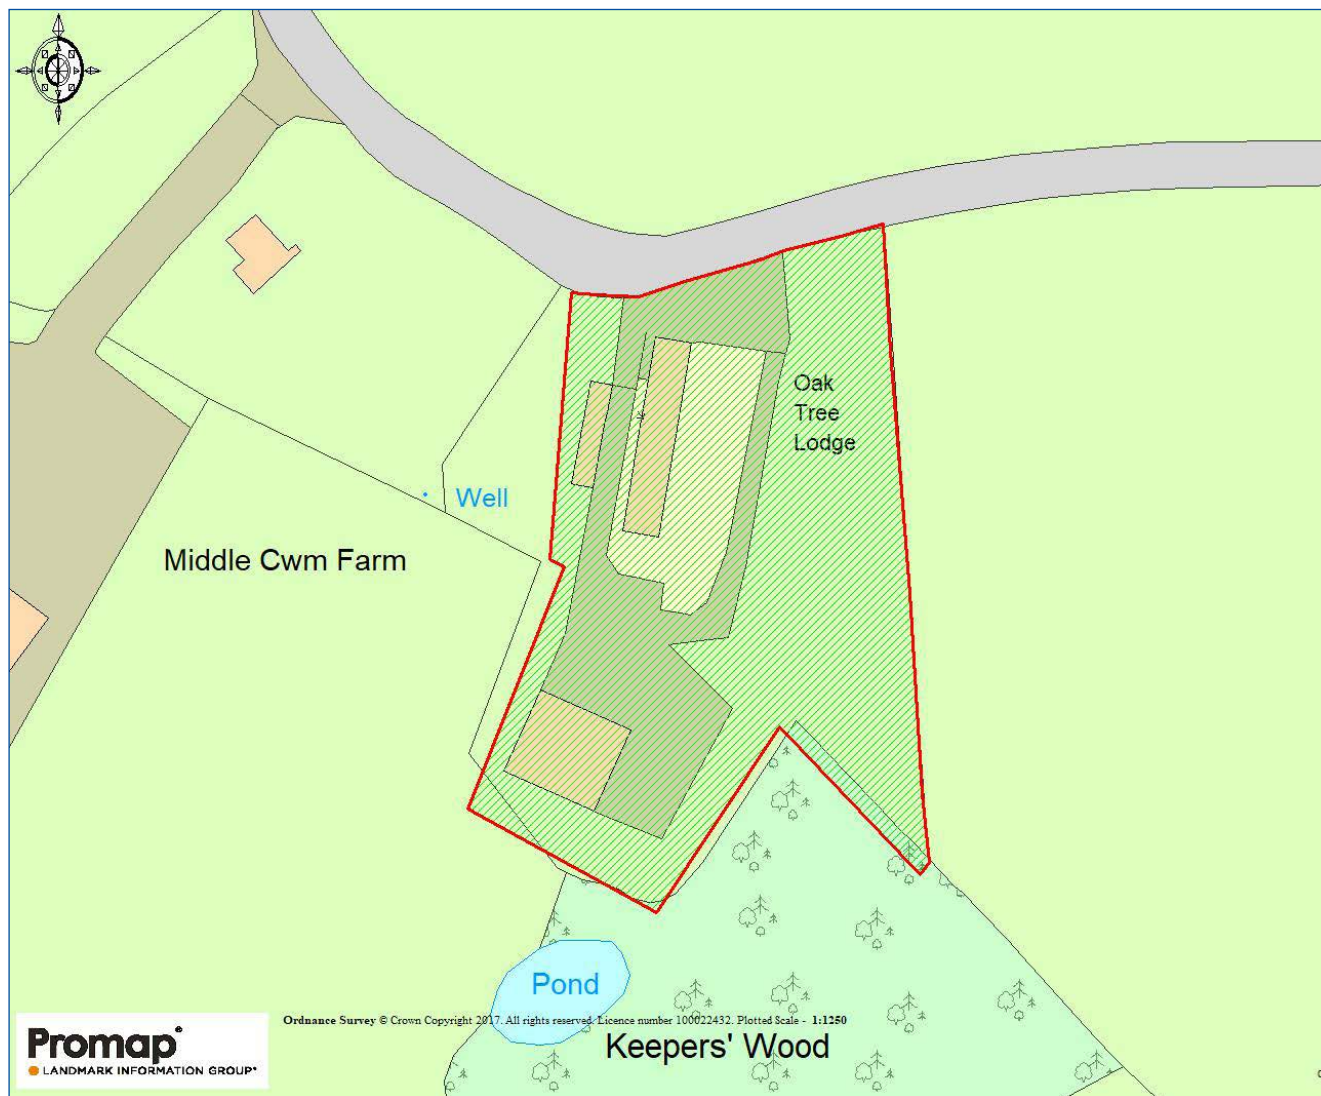 Oak
Tree
Lodge
Well
Middle Cwm Farm
Pond
Ordnance Survey © Crown Copyright 2017. All rights reserved. Licence number 100022432. Plotted Scale - 1:1250
Keepers' Wood
Promap®
LANDMARK INFORMATION GROUP®